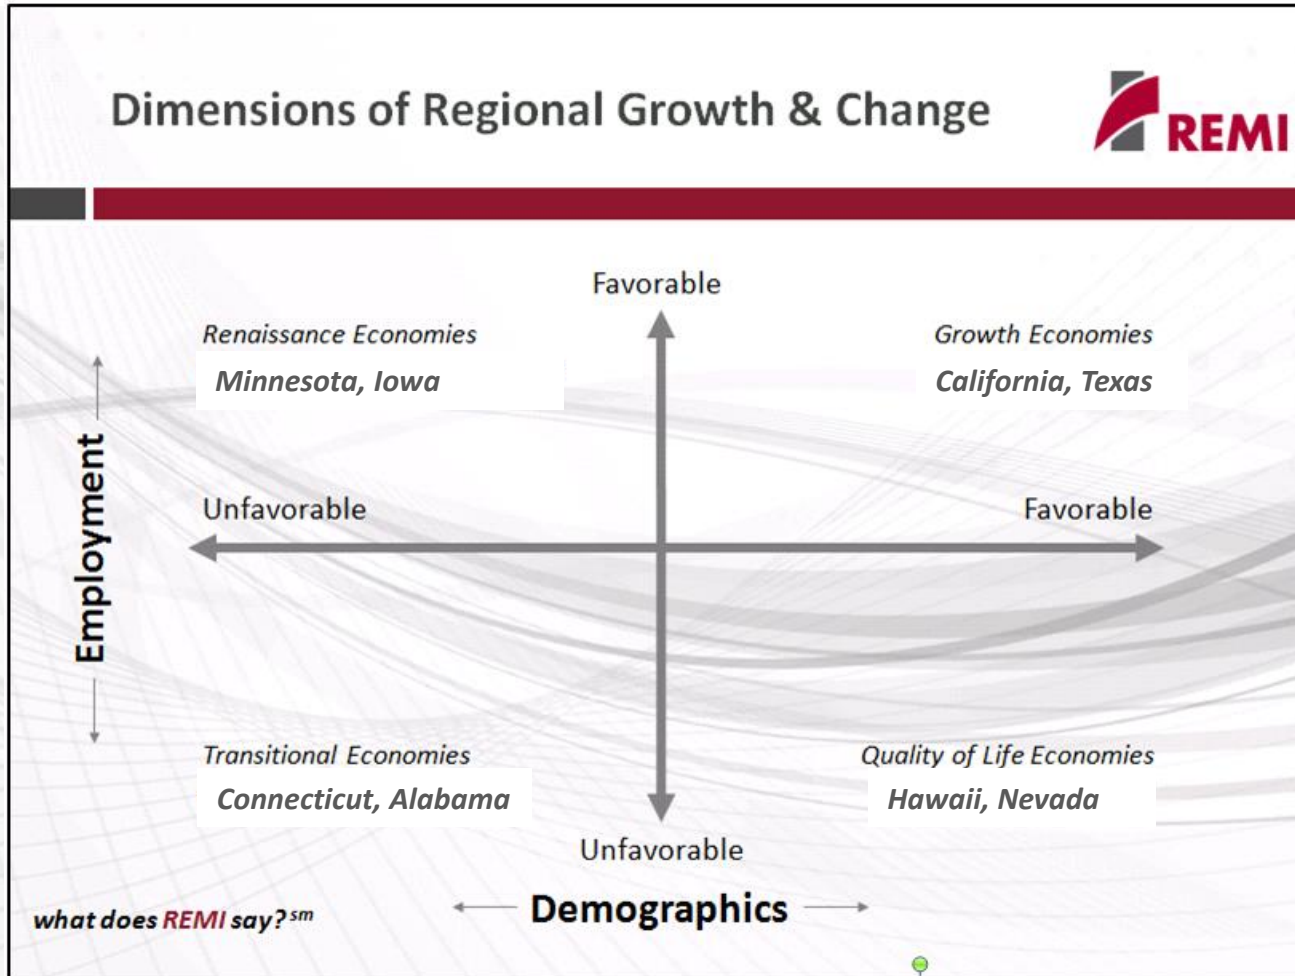 Dimensions of Regional Growth & Change
REMI
Favorable
Renaissance Economies
Growth Economies
Minnesota, Iowa
California, Texas
Employment
Unfavorable
Favorable
Transitional Economies
Quality of Life Economies
Connecticut, Alabama
Hawaii, Nevada
Unfavorable
Demographics
what does REMI say? sm